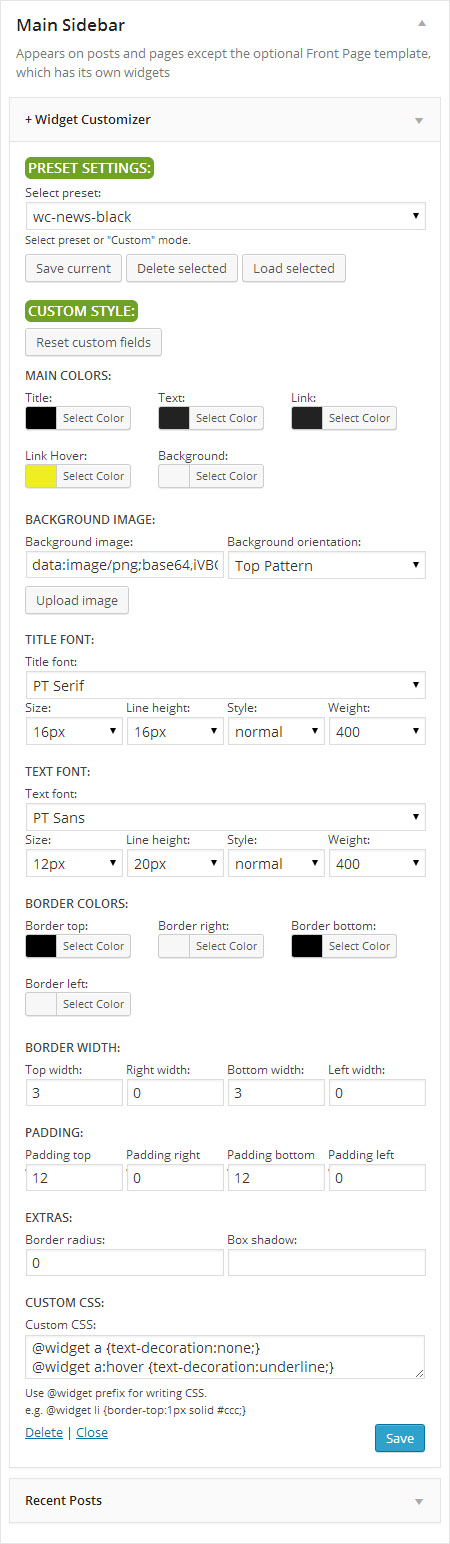 Main Sidebar
Appears on posts and pages except the optional Front Page template,
which has its own widgets
+ Widget Customizer
PRESET SETTINGS:
Select preset:
wc-news-black
Select preset or "Custom" mode.
Save current Delete selected Load selected
CUSTOM STYLE:
Reset custom fields
MAIN COLORS:
Title: Text: Link:
Select Color Select Color Select Color
Link Hover: Background:
Select Color Select Color
BACKGROUND IMAGE:
Background image: Background orientation:
data:image/png;base64,iVBO Top Pattern
Upload image
TITLE FONT:
Title font:
PT Serif
Size: Line height: Style: Weight:
16px 16px normal 400
TEXT FONT:
Text font:
PT Sans
Size: Line height: Style: Weight:
12px 20px normal 400
BORDER COLORS:
Border top: Border right: Border bottom:
Select Color Select Color Select Color
Border left:
Select Color
BORDER WIDTH:
Top width: Right width: Bottom width: Left width:
3 0 3 0
PADDING:
Padding top Padding right Padding bottom Padding left
12 0 12 0
EXTRAS:
Border radius: Box shadow:
0
CUSTOM CSS:
Custom CSS:
@widget a {text-decoration:none;}
@widget a:hover {text-decoration:underline;}
Use @widget prefix for writing CSS.
e.g. @widget li {border-top:1px solid #ccc;}
Delete | Close Save
Recent Posts